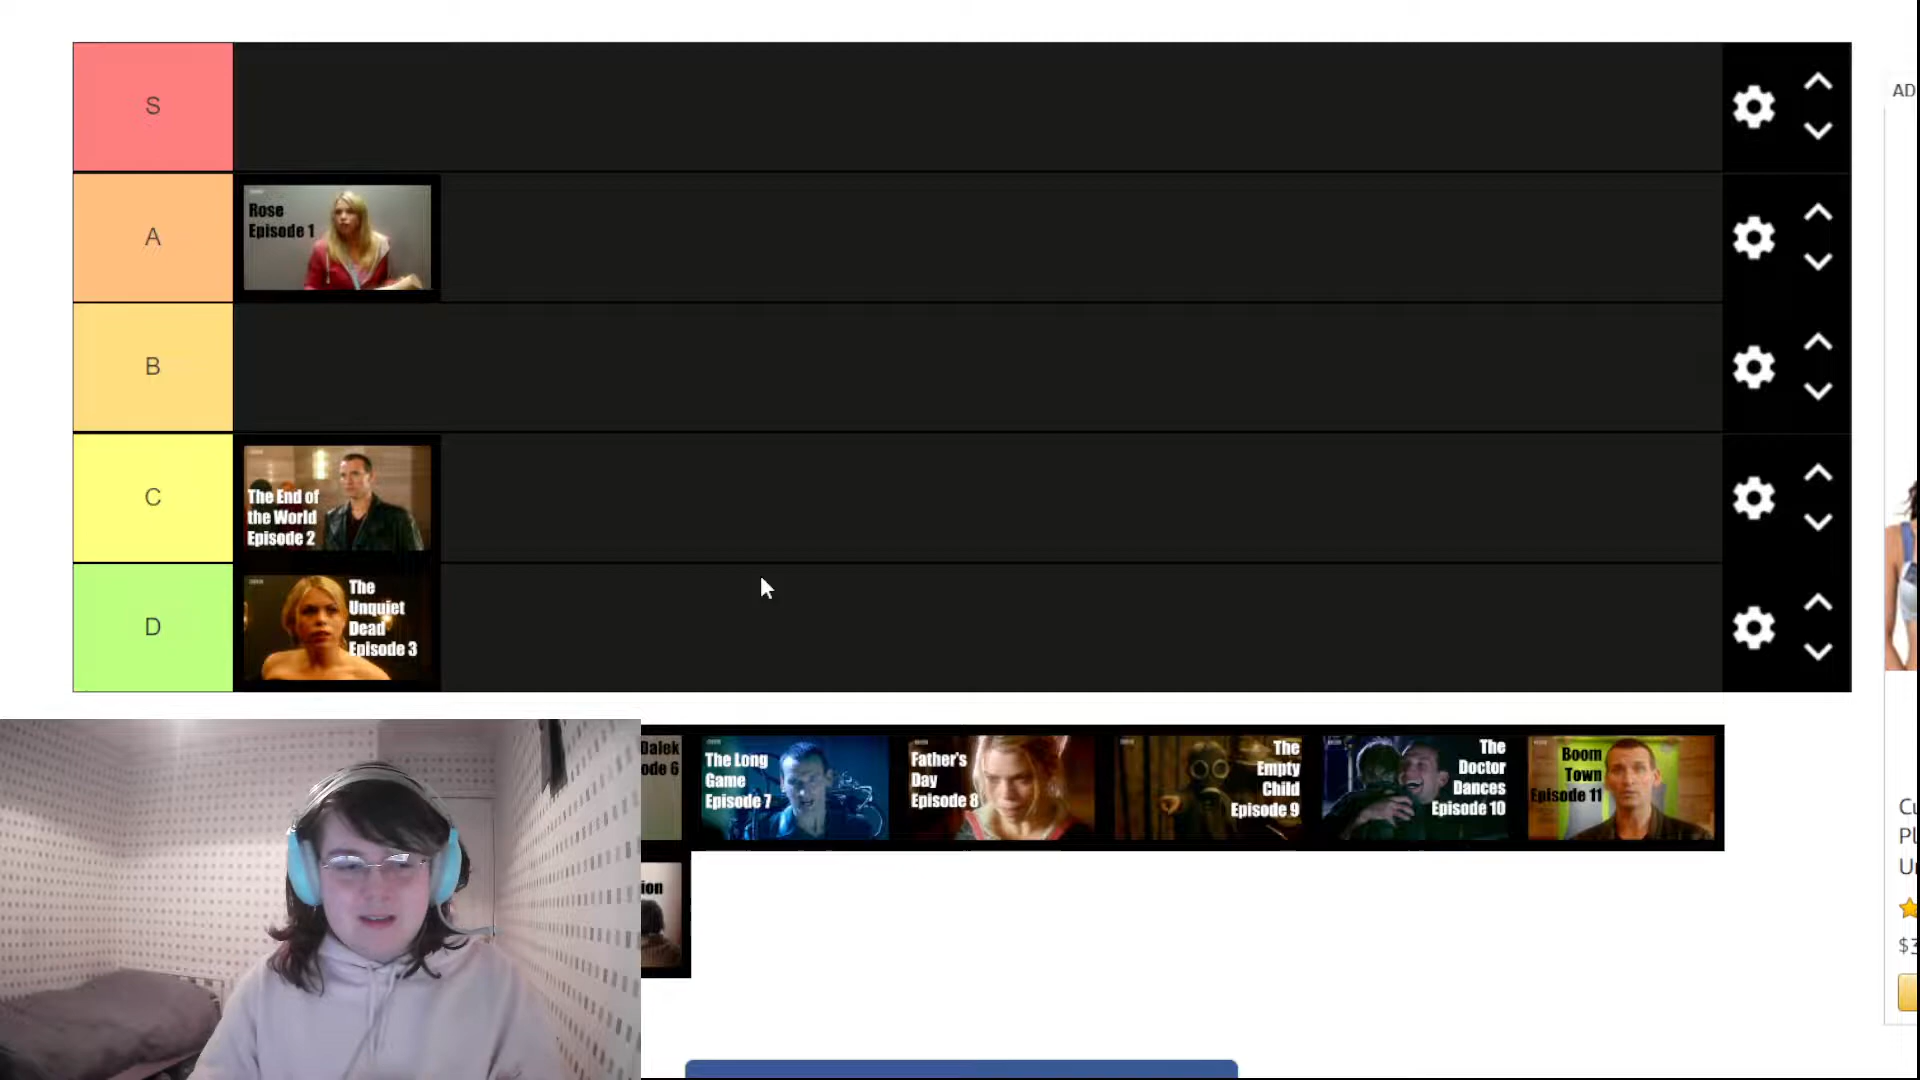 S
A
B
C
D
Rose
Episode 1
The End of
the World
Episode 2
The
Unquiet
Dead
Episode 3
Dalek
ode 6
The Long
Game
Episode 7
Father's
Day
Episode 8
The
Empty
Child
Episode 9
The
Doctor
Dances
Episode 10
Boom
Town
Episode 11
ion
AD
Cu
Pl